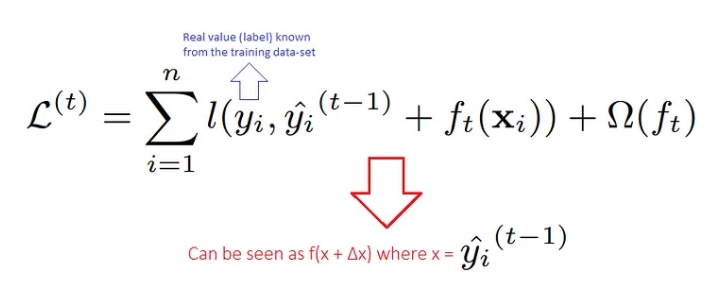 Real value (label) known
from the training data-set
$\mathcal{L}^{(t)} = \sum_{i=1}^{n} l(y_i, \hat{y_i}^{(t-1)} + f_t(\mathbf{x}_i)) + \Omega(f_t)$
Can be seen as f(x + Δx) where x = $\hat{y_i}^{(t-1)}$